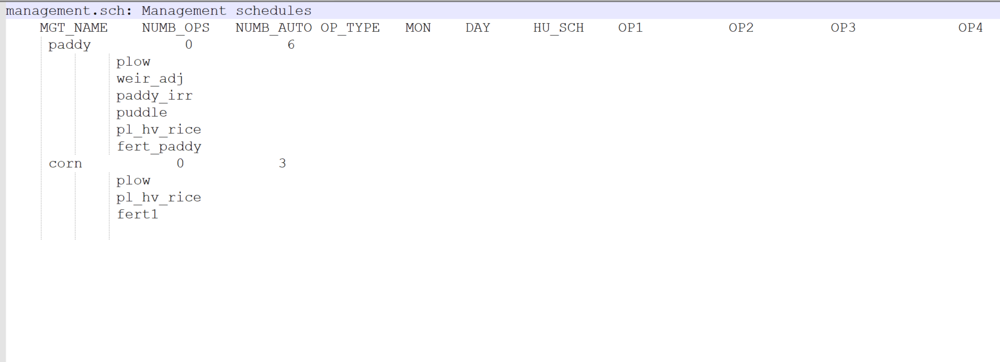 management.sch: Management schedules
MGT_NAME NUMB_OPS NUMB_AUTO OP_TYPE MON DAY HU_SCH OP1 OP2 OP3 OP4
paddy 0 6
plow
weir_adj
paddy_irr
puddle
pl_hv_rice
fert_paddy
corn 0 3
plow
pl_hv_rice
fert1